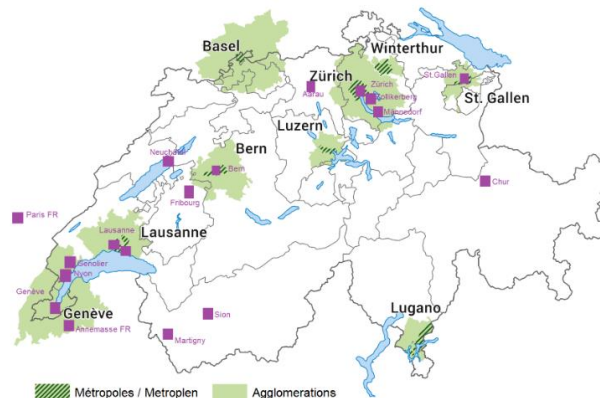 Basel
Winterthur
Zürich
Zürich
St.Gallen
Aarau
Zollikerberg
St. Gallen
Männedorf
Luzern
Bern
Neuchâtel
Bern
Chur
Fribourg
Paris FR
Lausanne
Lausanne
Genolier
Nyon
Genève
Lugano
Genève
Sion
Annemasse FR
Martigny
Métropoles / Metroplen
Agglomerations